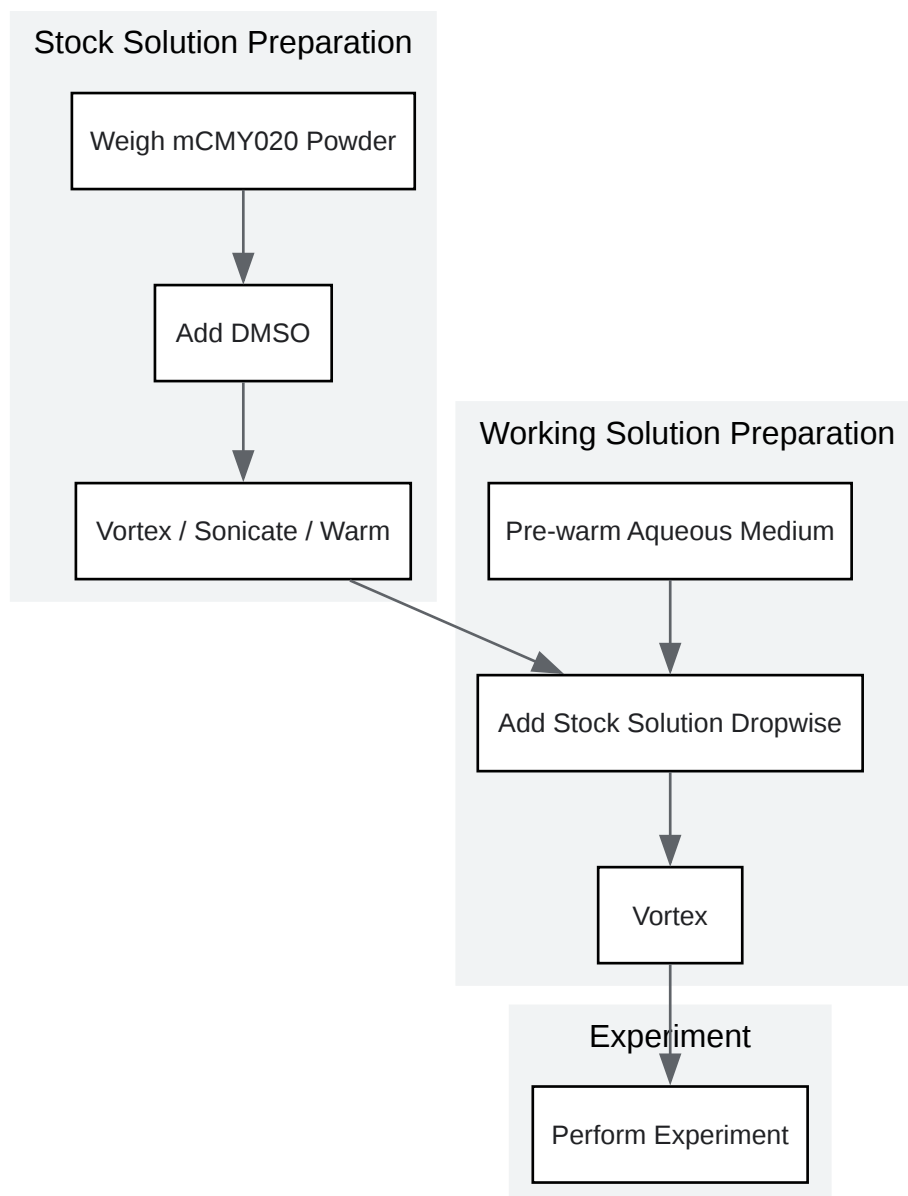 Stock Solution Preparation
Weigh mCMY020 Powder
Add DMSO
Vortex / Sonicate / Warm
Working Solution Preparation
Pre-warm Aqueous Medium
Add Stock Solution Dropwise
Vortex
Experiment
Perform Experiment